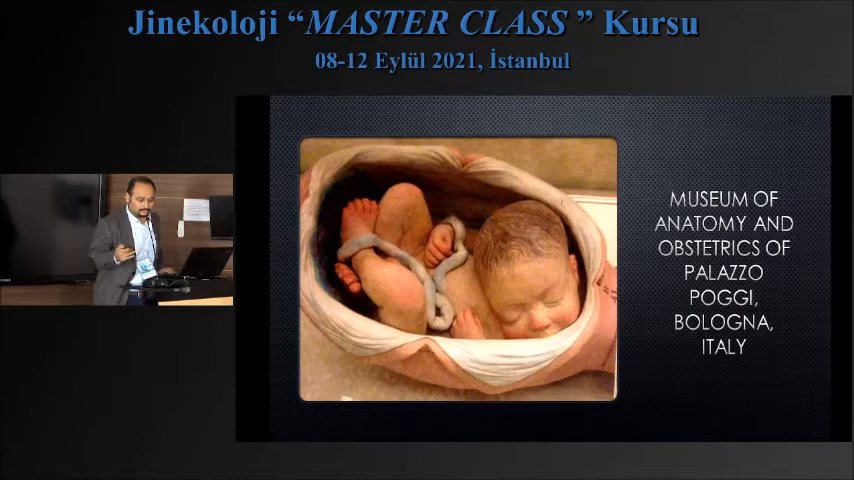 Jinekoloji “MASTER CLASS ” Kursu
08-12 Eylül 2021, İstanbul
MUSEUM OF
ANATOMY AND
OBSTETRICS OF
PALAZZO
POGGI,
BOLOGNA,
ITALY